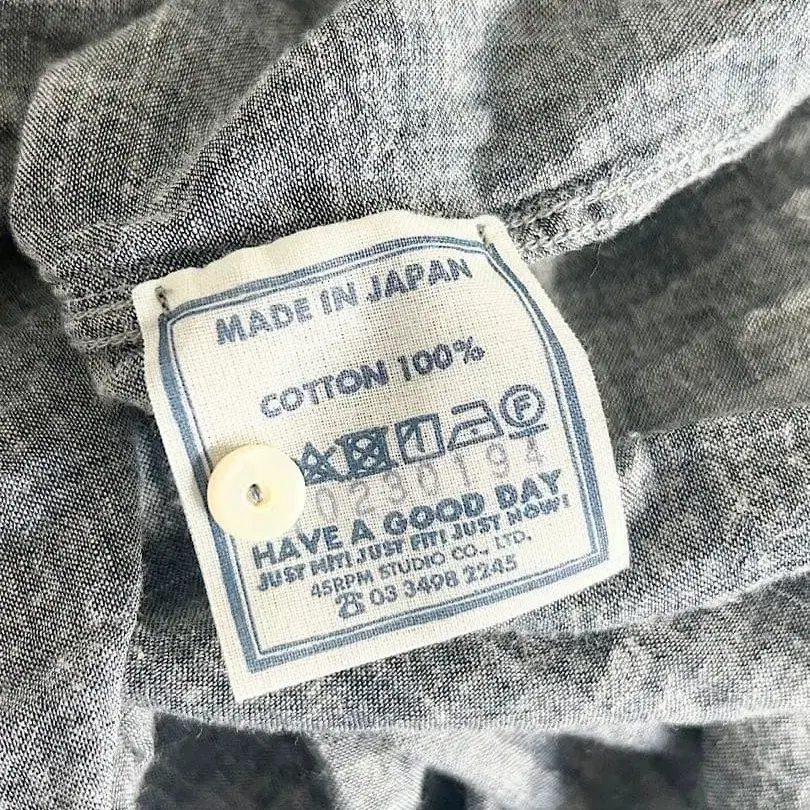 MADE IN JAPAN
COTTON 100%
F
0230194
HAVE A GOOD DAY
JUST HIT! JUST FIT! JUST NOW!
45RPM STUDIO CO., LTD.
☎ 03 3498 2245